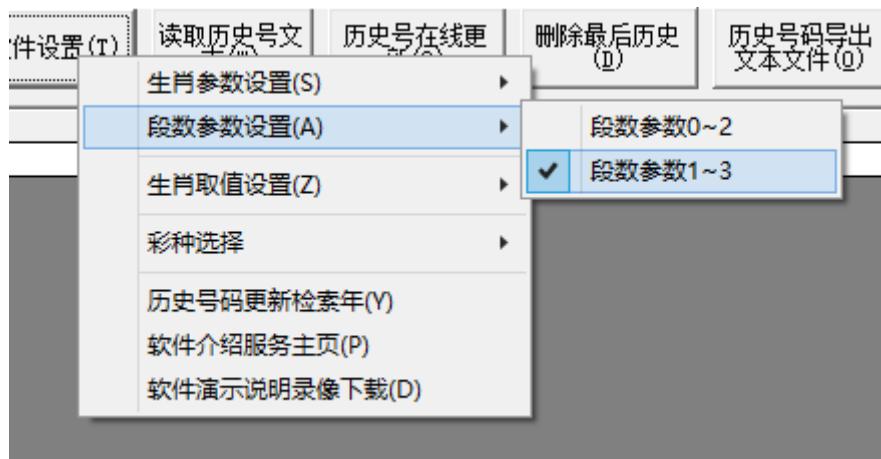 件设置(T)
读取历史号文
历史号在线更
删除最后历史
(D)
历史号码导出
文本文件(O)
生肖参数设置(S)
段数参数设置(A)
段数参数0~2
段数参数1~3
生肖取值设置(Z)
彩种选择
历史号码更新检索年(Y)
软件介绍服务主页(P)
软件演示说明录像下载(D)